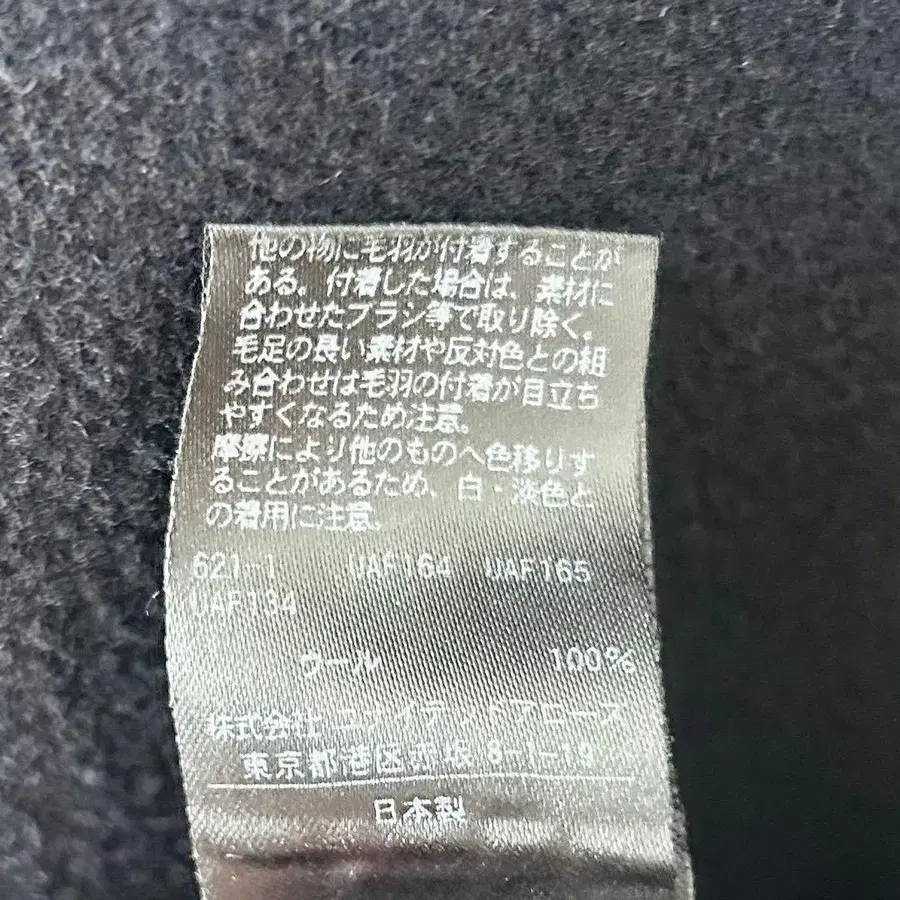 他の物に毛羽が付着することが
ある。付着した場合は、素材に
合わせたブラシ等で取り除く。
毛足の長い素材や反対色との組
み合わせは毛羽の付着が目立ち
やすくなるため注意。
摩擦により他のものへ色移りす
ることがあるため、白・淡色と
の着用に注意。
621-1 UAF164 UAF165
UAF134
ウール 100%
株式会社 ユナイテッドアローズ
東京都港区赤坂 8-1-19
日本製